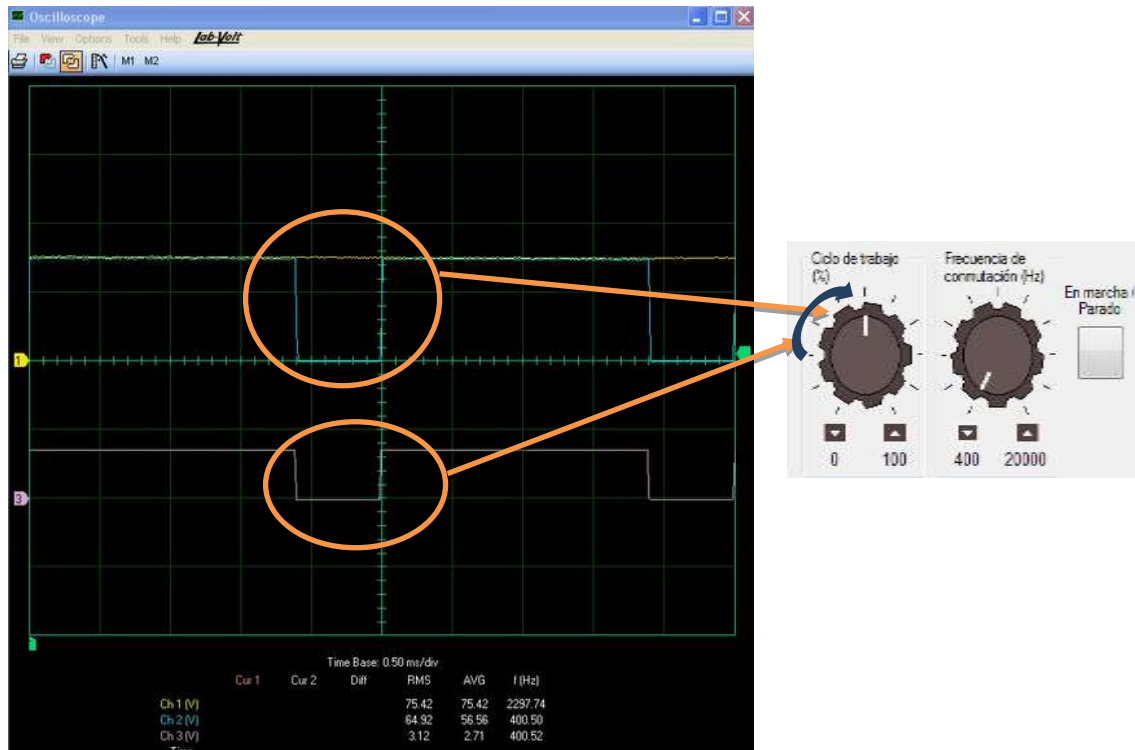 Oscilloscope
File View Options Tools Help Lab-Volt
M1 M2
1
3
Time Base: 0.50 ms/div
Cur 1 Cur 2 Diff RMS AVG f (Hz)
Ch 1 (V) 75.42 75.42 2297.74
Ch 2 (V) 64.92 56.56 400.50
Ch 3 (V) 3.12 2.71 400.52
Time
Ciclo de trabajo
(%)
0 100
Frecuencia de
conmutación (Hz)
400 20000
En marcha /
Parado